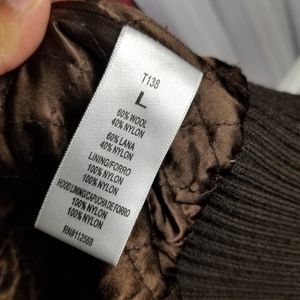 T138
L
60% WOOL
40% NYLON
60% LANA
40% NYLON
LINING/FORRO
100% NYLON
100% NYLON
HOOD LINING/CAPUCHA DE FORRO
100% NYLON
100% NYLON
RN#112568